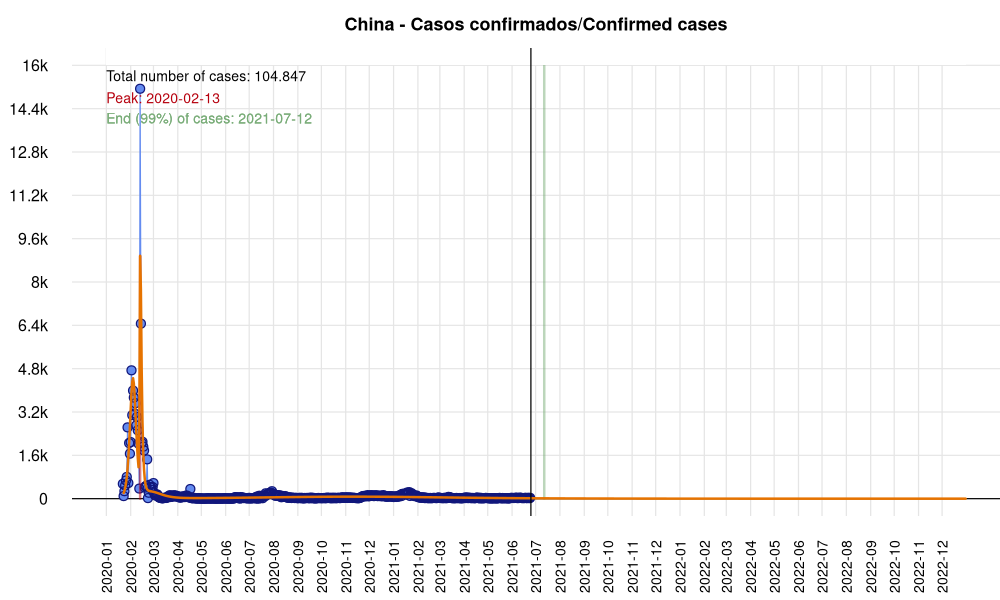 China - Casos confirmados/Confirmed cases
16k
14.4k
12.8k
11.2k
9.6k
8k
6.4k
4.8k
3.2k
1.6k
0
Total number of cases: 104.847
Peak: 2020-02-13
End (99%) of cases: 2021-07-12
2020-01
2020-02
2020-03
2020-04
2020-05
2020-06
2020-07
2020-08
2020-09
2020-10
2020-11
2020-12
2021-01
2021-02
2021-03
2021-04
2021-05
2021-06
2021-07
2021-08
2021-09
2021-10
2021-11
2021-12
2022-01
2022-02
2022-03
2022-04
2022-05
2022-06
2022-07
2022-08
2022-09
2022-10
2022-11
2022-12